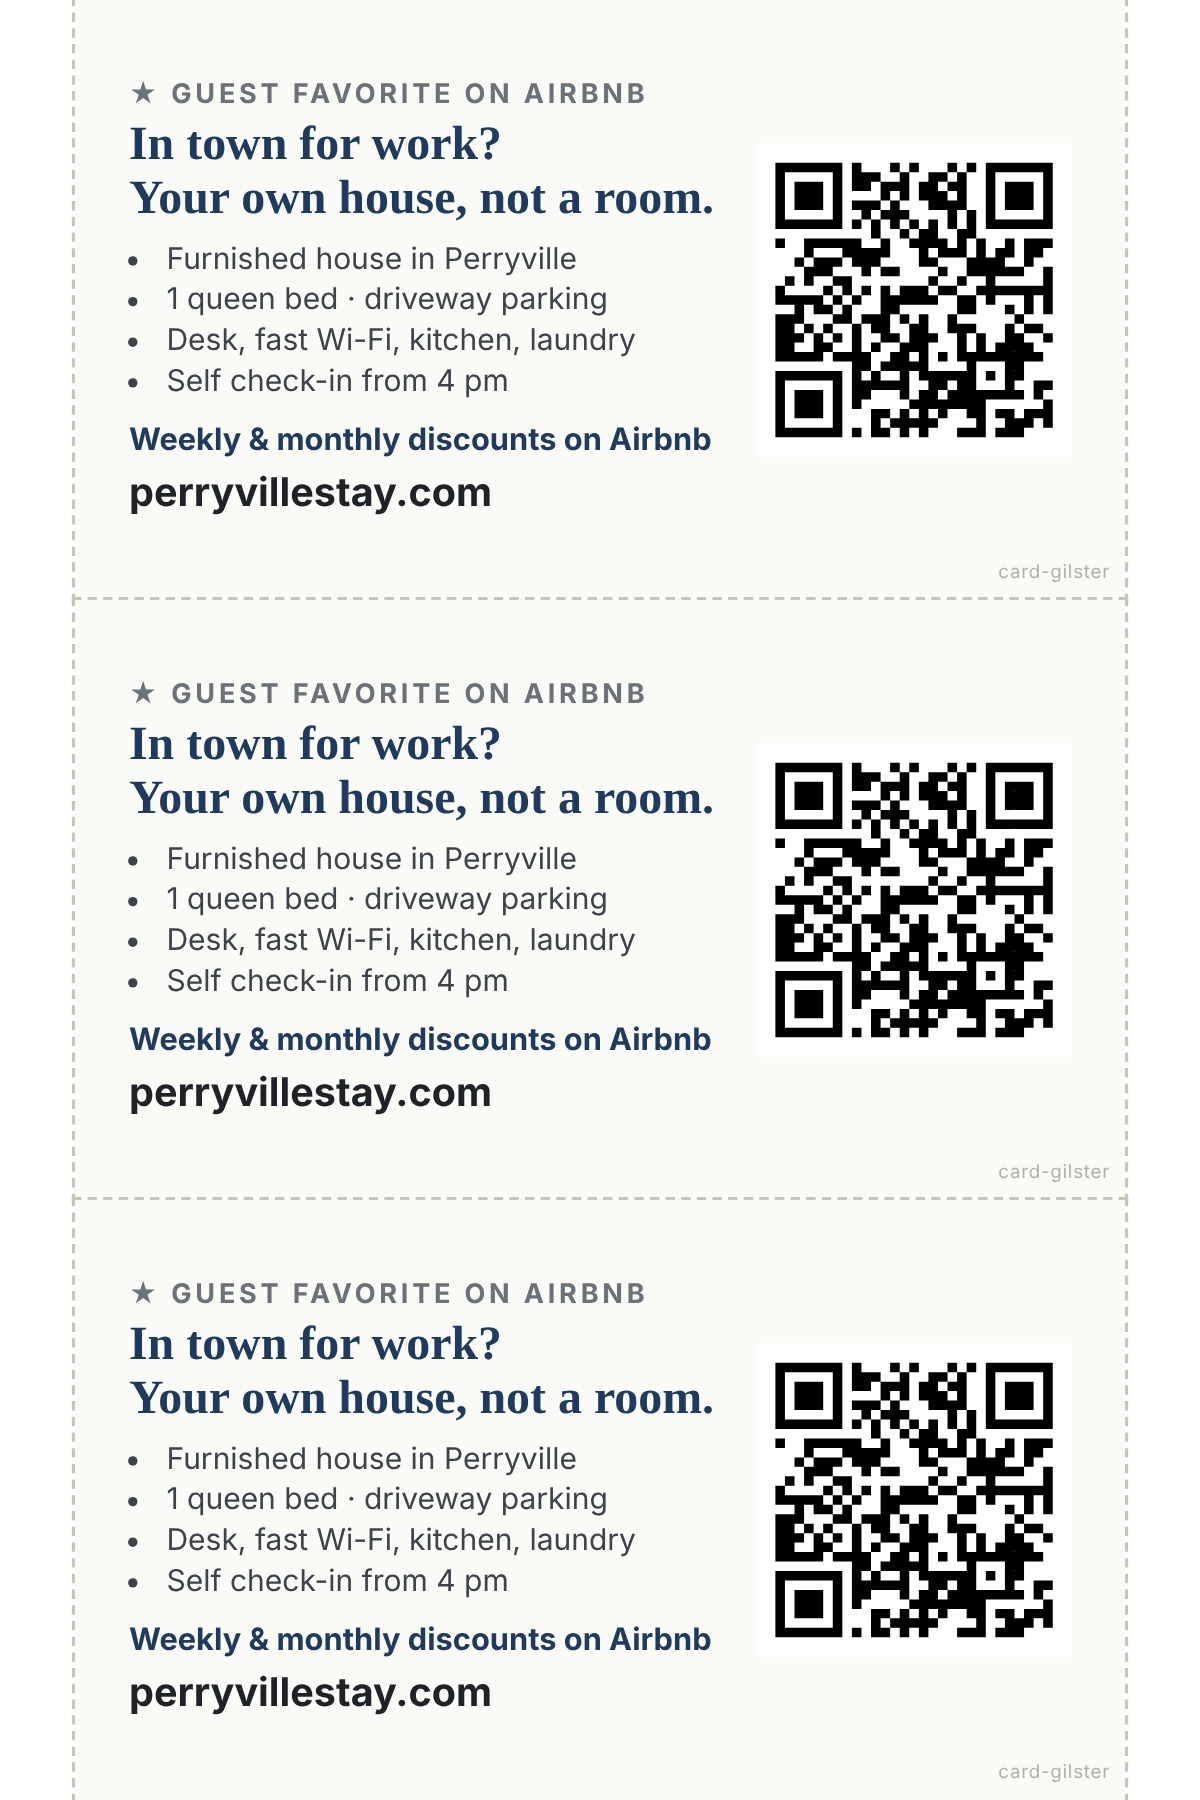 ★ GUEST FAVORITE ON AIRBNB
In town for work?
Your own house, not a room.
• Furnished house in Perryville
• 1 queen bed · driveway parking
• Desk, fast Wi-Fi, kitchen, laundry
• Self check-in from 4 pm
Weekly & monthly discounts on Airbnb
perryvillestay.com
card-gilster
★ GUEST FAVORITE ON AIRBNB
In town for work?
Your own house, not a room.
• Furnished house in Perryville
• 1 queen bed · driveway parking
• Desk, fast Wi-Fi, kitchen, laundry
• Self check-in from 4 pm
Weekly & monthly discounts on Airbnb
perryvillestay.com
card-gilster
★ GUEST FAVORITE ON AIRBNB
In town for work?
Your own house, not a room.
• Furnished house in Perryville
• 1 queen bed · driveway parking
• Desk, fast Wi-Fi, kitchen, laundry
• Self check-in from 4 pm
Weekly & monthly discounts on Airbnb
perryvillestay.com
card-gilster